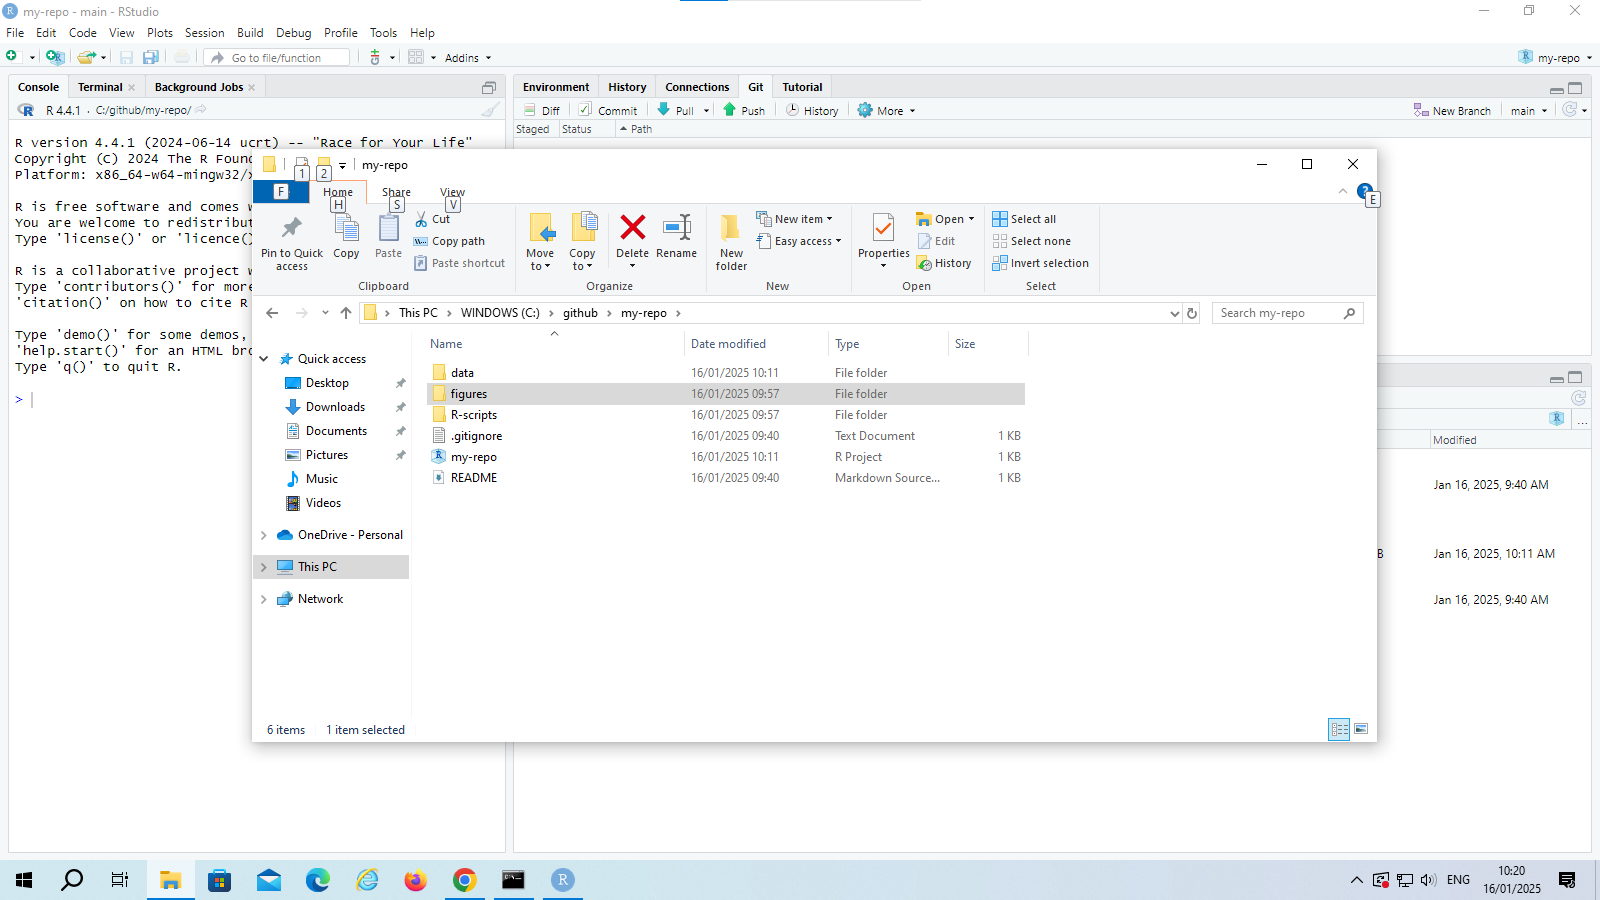 my-repo - main - RStudio
File Edit Code View Plots Session Build Debug Profile Tools Help
Go to file/function
Addins
my-repo
Console Terminal Background Jobs
R 4.4.1 · C:/github/my-repo/
R version 4.4.1 (2024-06-14 ucrt) -- "Race for Your Life"
Copyright (C) 2024 The R Foun
Platform: x86_64-w64-mingw32/x
R is free software and comes w
You are welcome to redistribut
Type 'license()' or 'licence()
R is a collaborative project w
Type 'contributors()' for more
'citation()' on how to cite R
Type 'demo()' for some demos,
'help.start()' for an HTML bro
Type 'q()' to quit R.
>
Environment History Connections Git Tutorial
Diff Commit Pull Push History More New Branch main
Staged Status Path
1 2 my-repo
F Home Share View
H S V E
Pin to Quick access
Copy
Paste
Cut
Copy path
Paste shortcut
Clipboard
Move to
Copy to
Delete
Rename
Organize
New folder
New item
Easy access
New
Properties
Open
Edit
History
Open
Select all
Select none
Invert selection
Select
This PC WINDOWS (C:) github my-repo
Search my-repo
Quick access
Desktop
Downloads
Documents
Pictures
Music
Videos
OneDrive - Personal
This PC
Network
Name Date modified Type Size
data 16/01/2025 10:11 File folder
figures 16/01/2025 09:57 File folder
R-scripts 16/01/2025 09:57 File folder
.gitignore 16/01/2025 09:40 Text Document 1 KB
my-repo 16/01/2025 10:11 R Project 1 KB
README 16/01/2025 09:40 Markdown Source... 1 KB
6 items 1 item selected
...
Modified
Jan 16, 2025, 9:40 AM
B Jan 16, 2025, 10:11 AM
Jan 16, 2025, 9:40 AM
ENG
10:20
16/01/2025